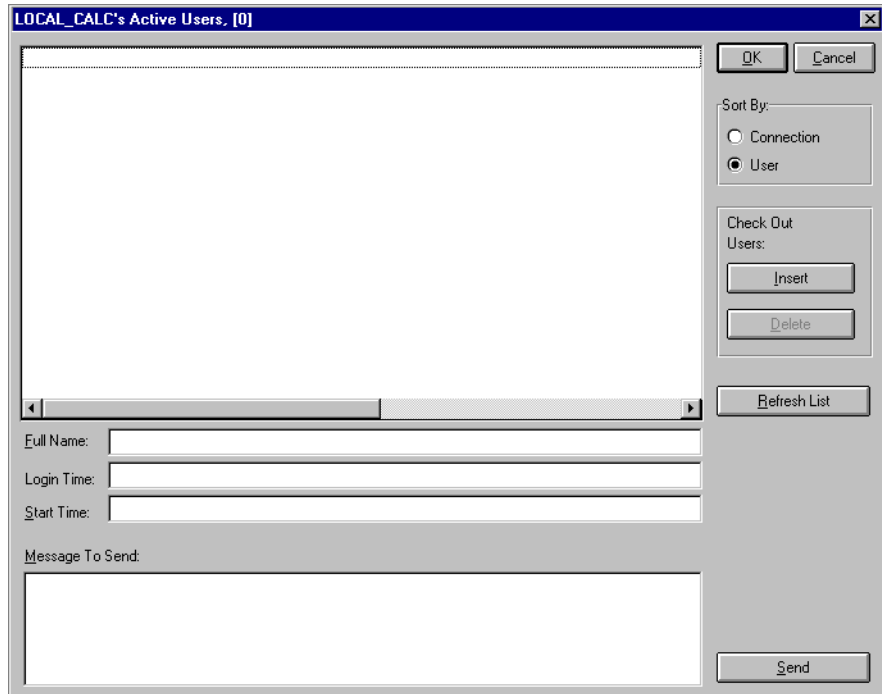 LOCAL_CALC's Active Users, [0]
OK
Cancel
Sort By:
Connection
User
Check Out
Users:
Insert
Delete
Refresh List
Full Name:
Login Time:
Start Time:
Message To Send:
Send